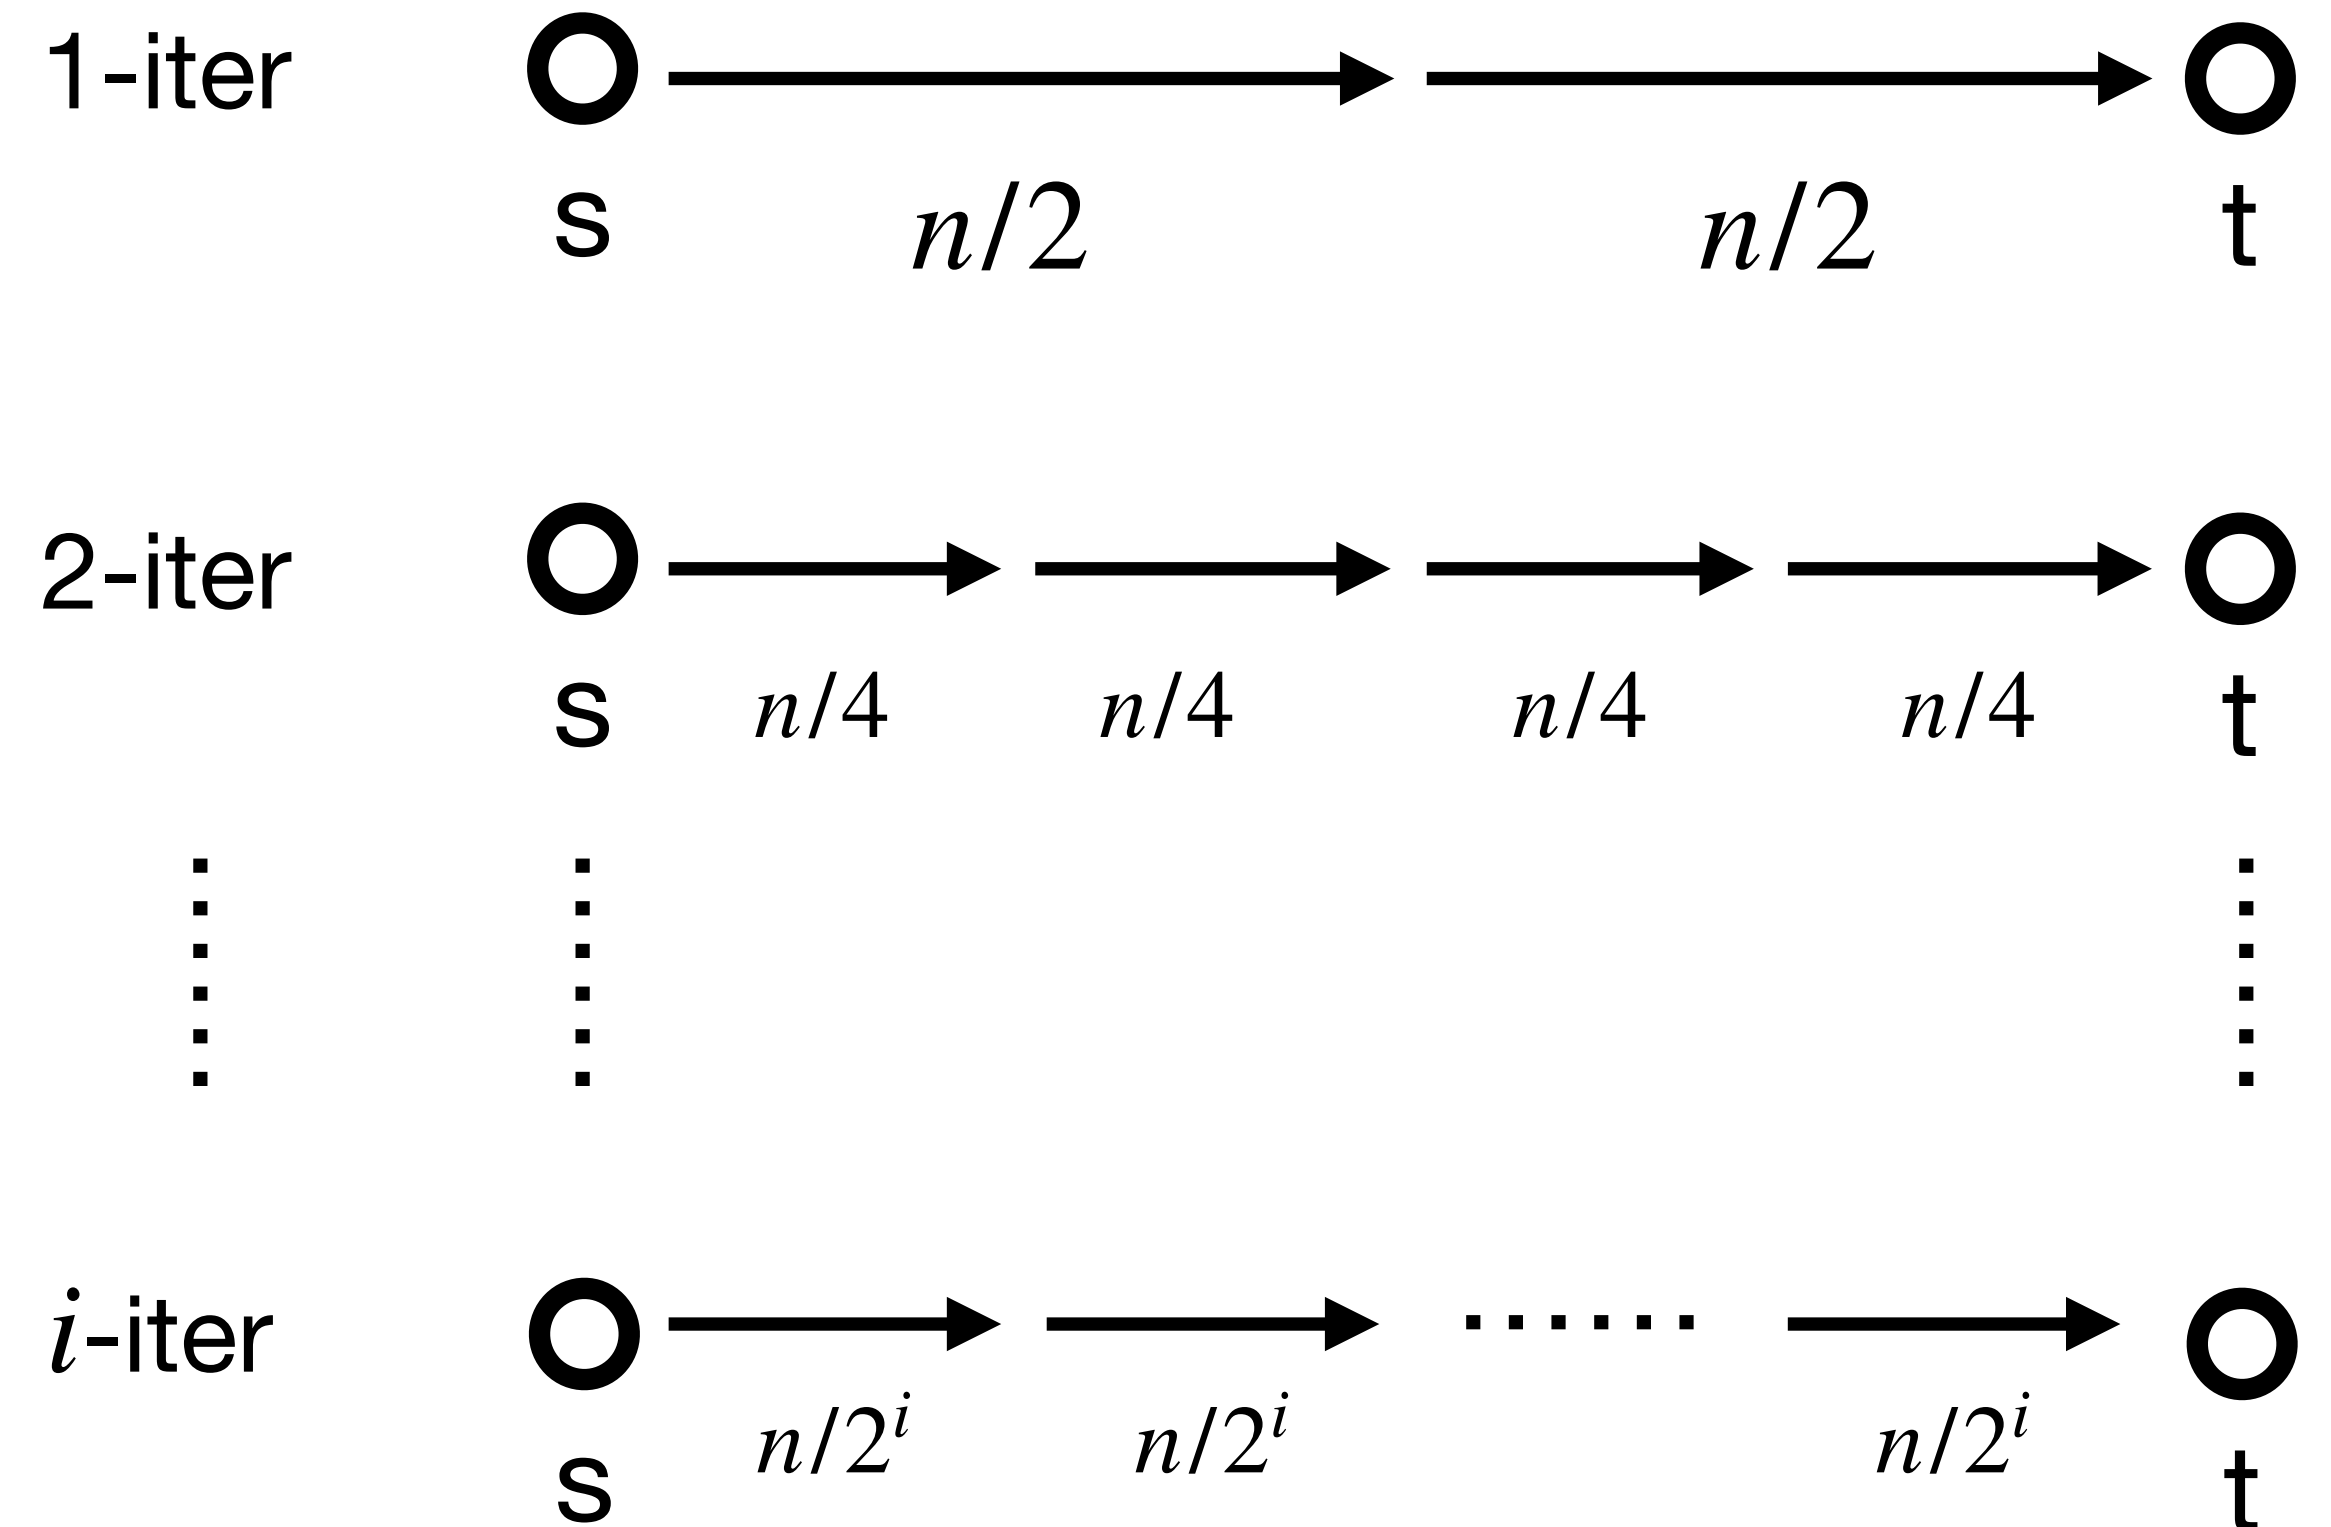 1-iter
s n/2 n/2 t
2-iter
s n/4 n/4 n/4 n/4 t
i-iter
n/2^i n/2^i n/2^i
s t